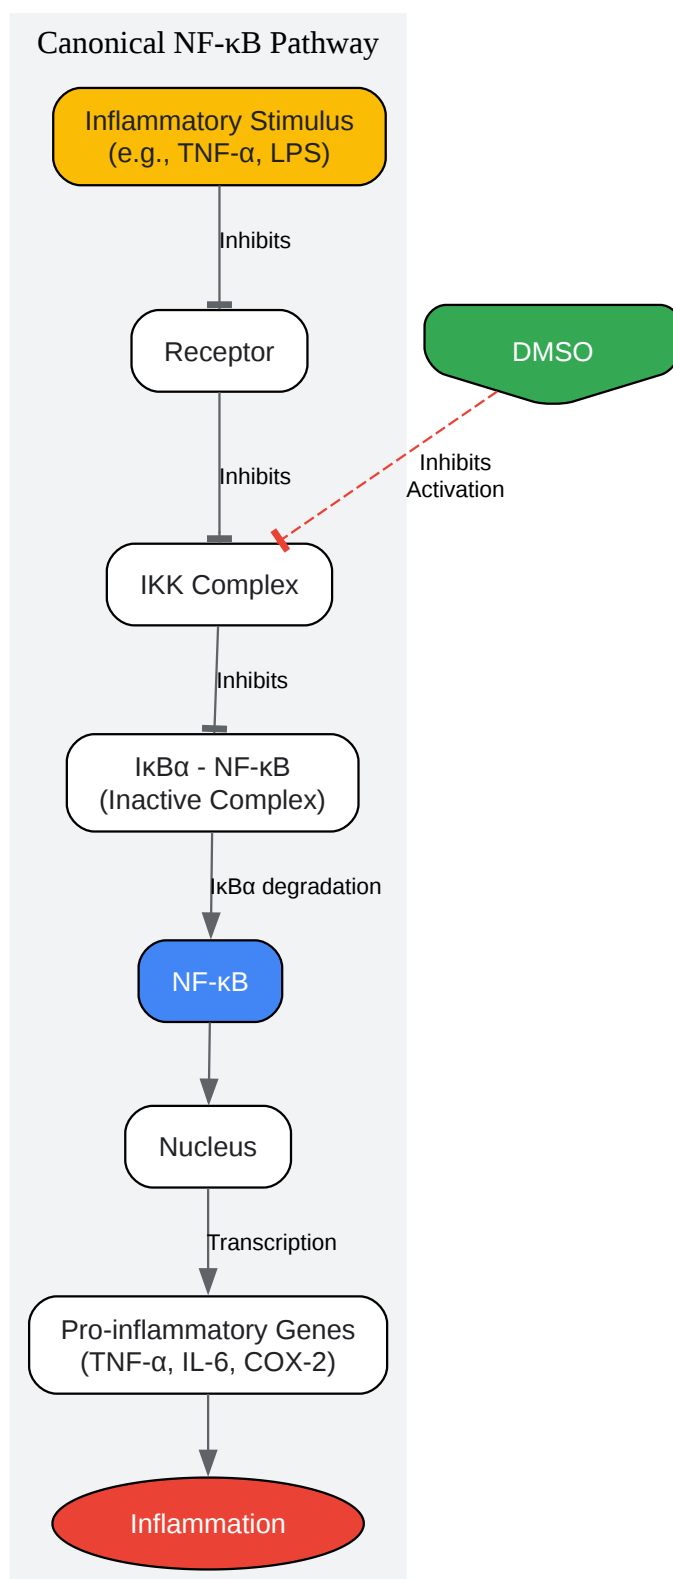 Canonical NF-κB Pathway
Inflammatory Stimulus
(e.g., TNF-α, LPS)
Inhibits
Receptor
DMSO
Inhibits
Inhibits
Activation
IKK Complex
Inhibits
IκBα - NF-κB
(Inactive Complex)
IκBα degradation
NF-κB
Nucleus
Transcription
Pro-inflammatory Genes
(TNF-α, IL-6, COX-2)
Inflammation